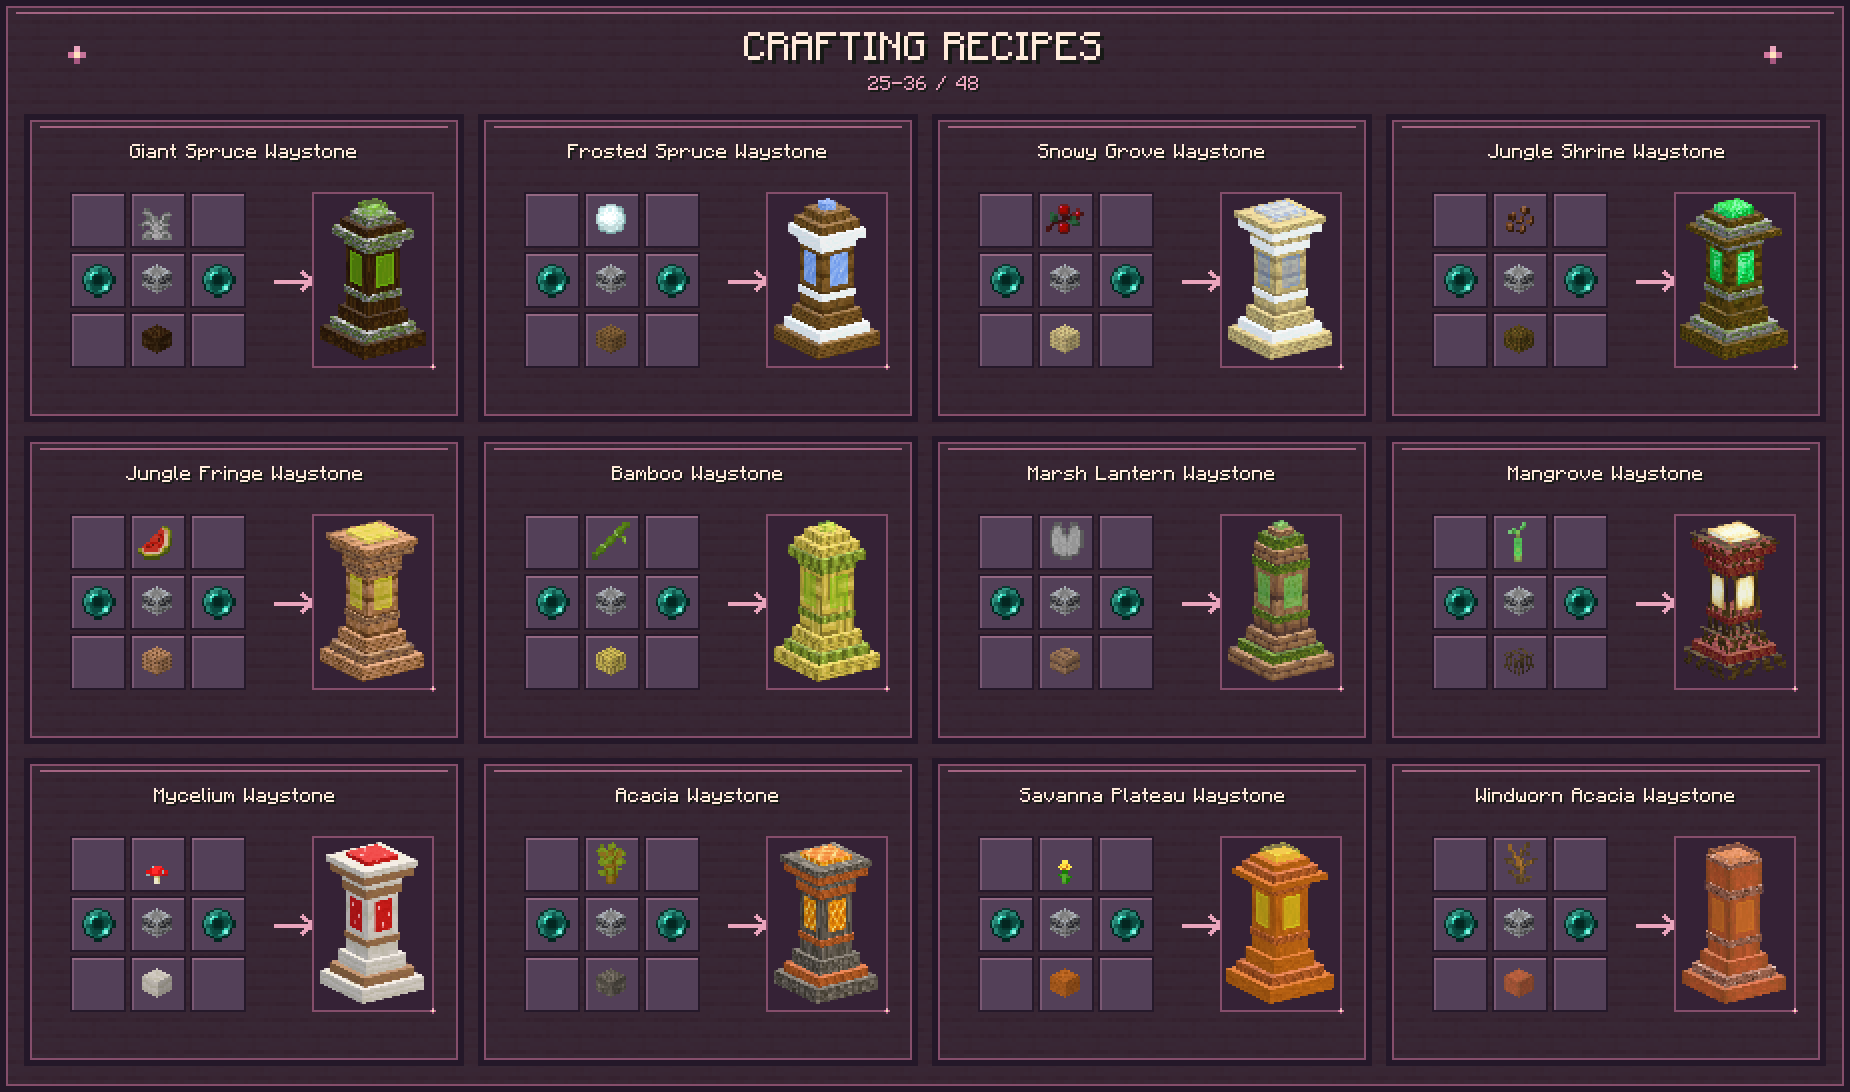 CRAFTING RECIPES
25-36 / 48
Giant Spruce Waystone
Frosted Spruce Waystone
Snowy Grove Waystone
Jungle Shrine Waystone
Jungle Fringe Waystone
Bamboo Waystone
Marsh Lantern Waystone
Mangrove Waystone
Mycelium Waystone
Acacia Waystone
Savanna Plateau Waystone
Windworn Acacia Waystone